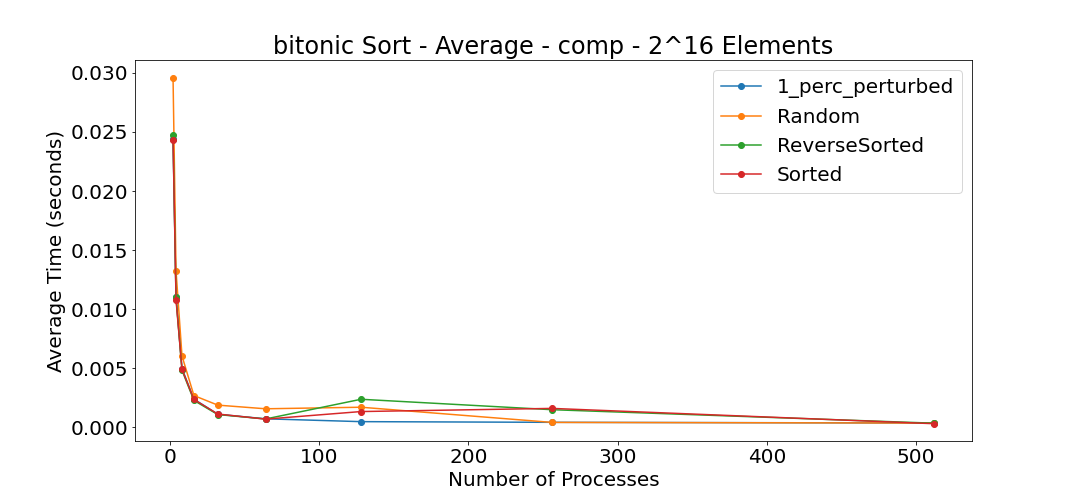 bitonic Sort - Average - comp - 2^16 Elements
0.030
0.025
0.020
0.015
0.010
0.005
0.000
Average Time (seconds)
1_perc_perturbed
Random
ReverseSorted
Sorted
0
100
200
300
400
500
Number of Processes